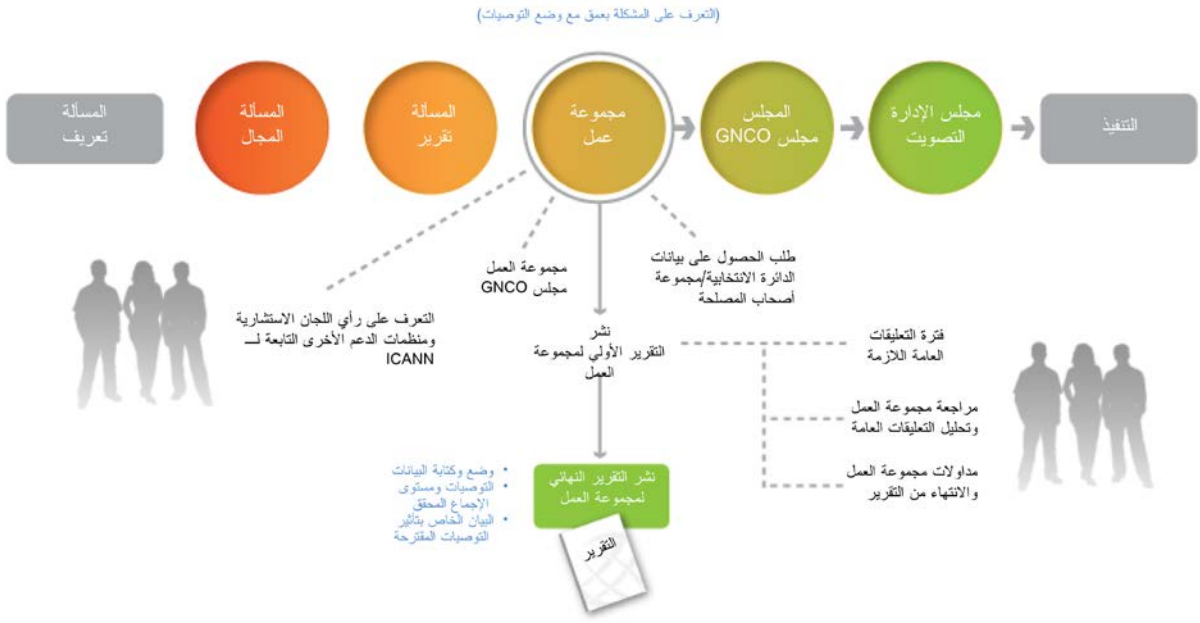 (التعرف على المشكلة بعمق مع وضع التوصيات)
المسألة
تعريف
المسألة
المجال
المسألة
تقرير
مجموعة
عمل
المجلس
مجلس GNCO
مجلس الإدارة
التصويت
التنفيذ
التعرف على رأي اللجان الاستشارية
ومنظمات الدعم الأخرى التابعة لـــ
ICANN
مجموعة العمل
مجلس GNCO
طلب الحصول على بيانات
الدائرة الانتخابية/مجموعة
أصحاب المصلحة
نشر
التقرير الأولي لمجموعة
العمل
فترة التعليقات
العامة اللازمة
مراجعة مجموعة العمل
وتحليل التعليقات العامة
مداولات مجموعة العمل
والانتهاء من التقرير
نشر التقرير النهائي
لمجموعة العمل
• وضع وكتابة البيانات
• التوصيات ومستوى
الإجماع المحقق
• البيان الخاص بتأثير
التوصيات المقترحة
التقرير